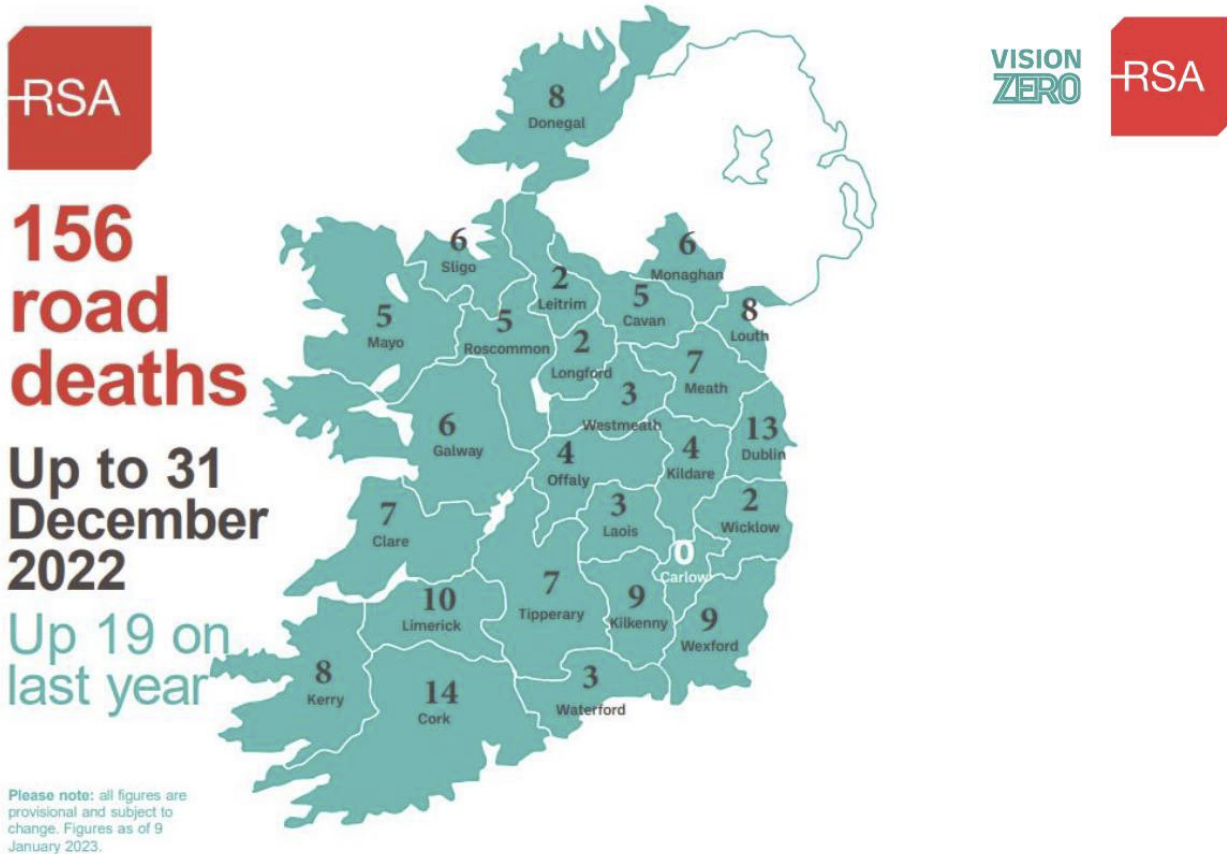 RSA
VISION
ZERO
RSA
156
road
deaths
Up to 31
December
2022
Up 19 on
last year
Please note: all figures are
provisional and subject to
change. Figures as of 9
January 2023.
8
Donegal
6
Sligo
6
Monaghan
2
Leitrim
5
Cavan
8
Louth
5
Mayo
5
Roscommon
2
Longford
7
Meath
3
Westmeath
6
Galway
13
Dublin
4
Offaly
4
Kildare
7
Clare
3
Laois
2
Wicklow
0
Carlow
10
Limerick
7
Tipperary
9
Kilkenny
9
Wexford
8
Kerry
14
Cork
3
Waterford